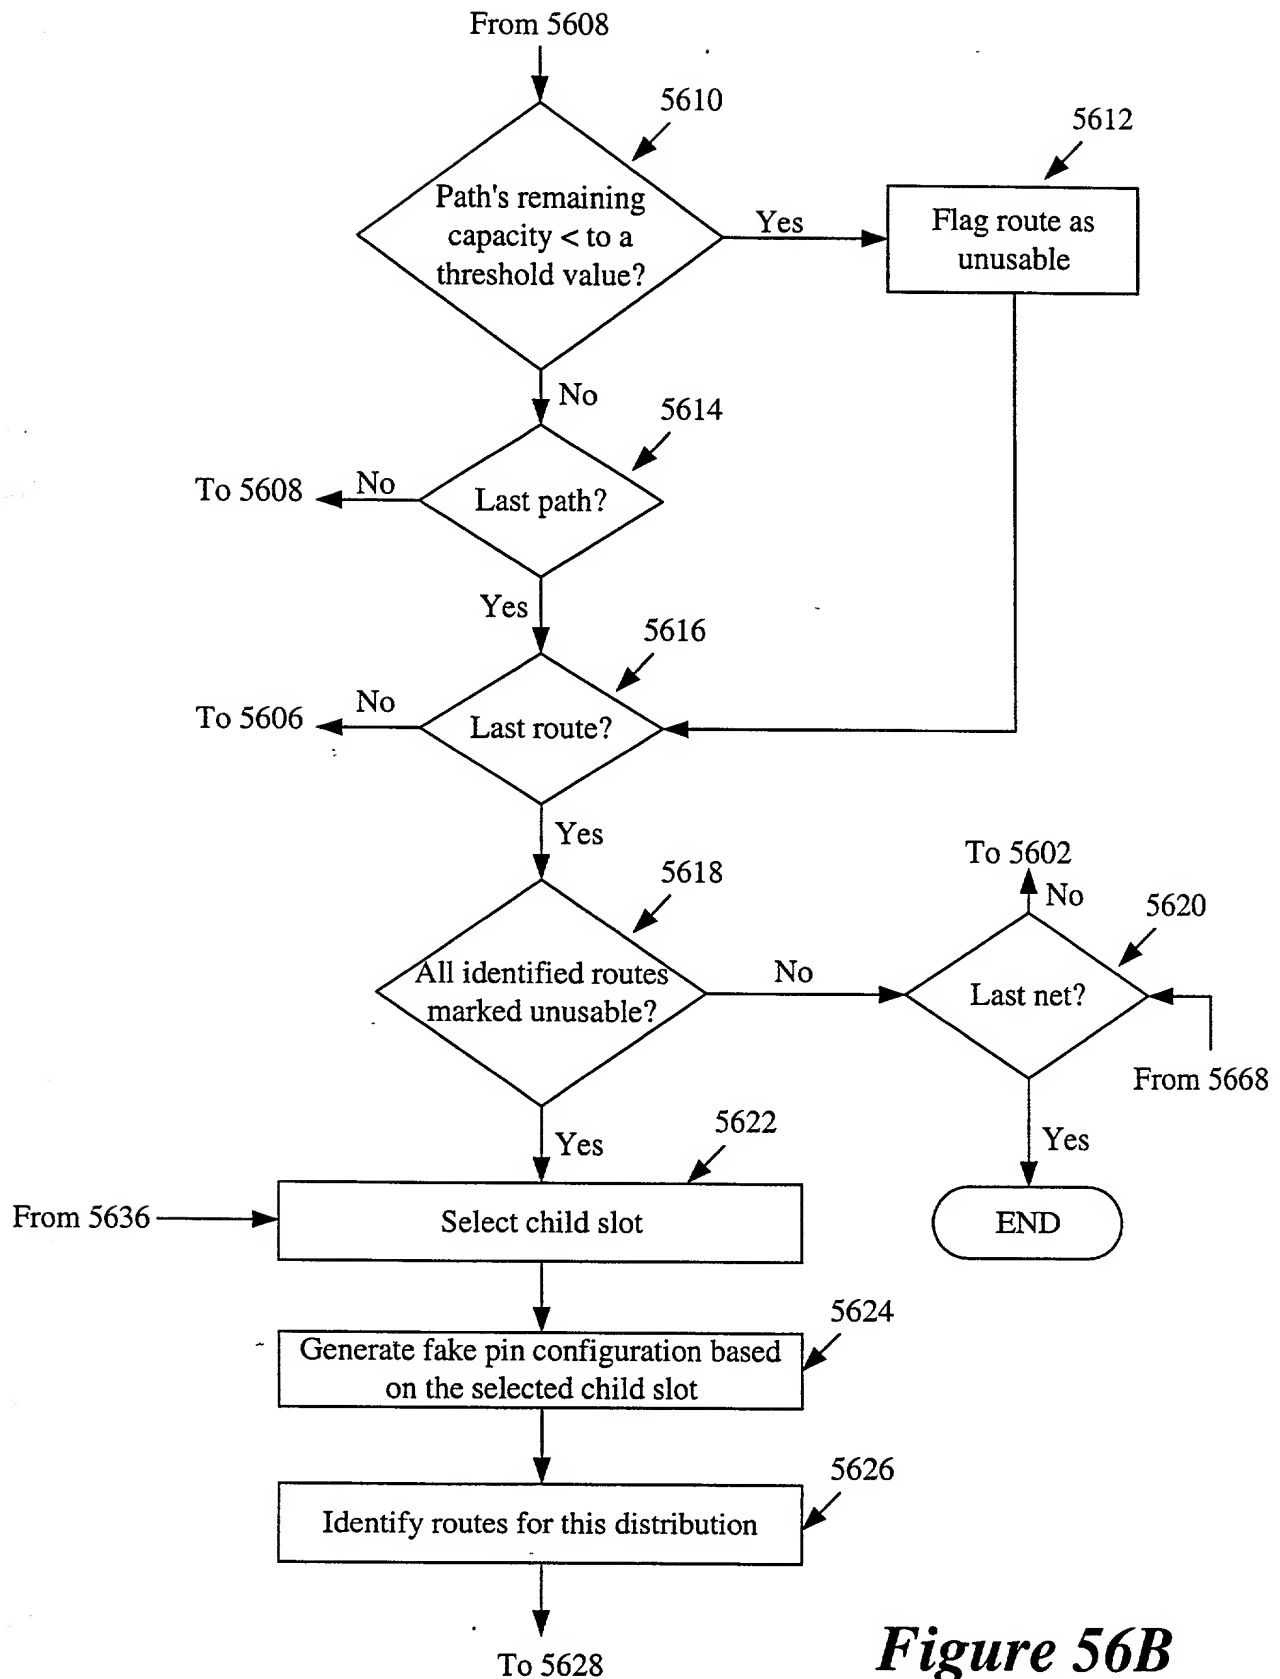 From 5608
5610
5612
Path's remaining
capacity < to a
threshold value?
Yes
Flag route as
unusable
No
5614
To 5608
No
Last path?
Yes
5616
To 5606
No
Last route?
Yes
5618
To 5602
No
5620
All identified routes
marked unusable?
No
Last net?
From 5668
Yes
5622
Yes
From 5636
Select child slot
END
5624
Generate fake pin configuration based
on the selected child slot
5626
Identify routes for this distribution
To 5628
Figure 56B